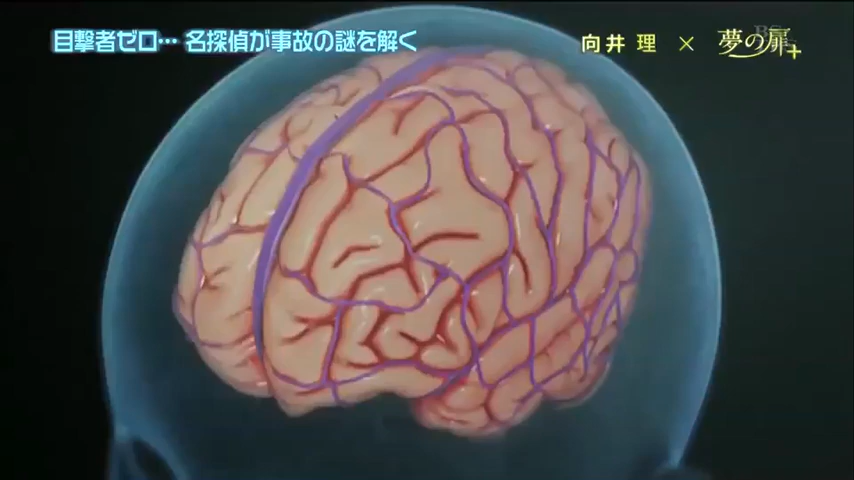 目撃者ゼロ… 名探偵が事故の謎を解く
向井 理 × 夢の扉+